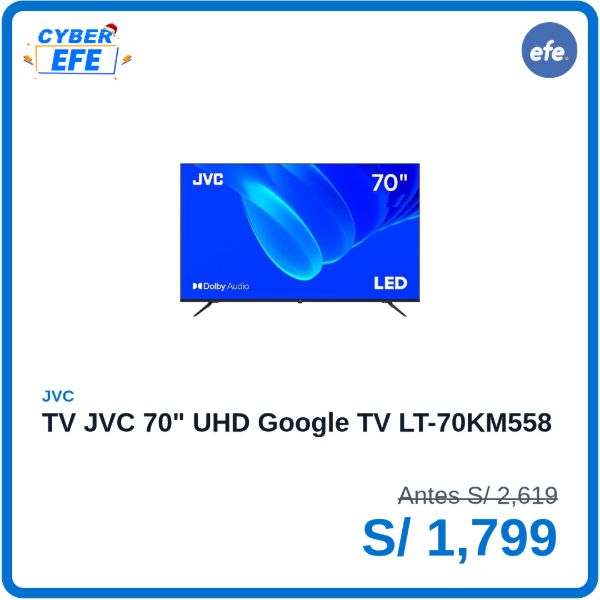 CYBER
EFE
efe.
JVC
70"
Dolby Audio
LED
JVC
TV JVC 70" UHD Google TV LT-70KM558
Antes S/ 2,619
S/ 1,799